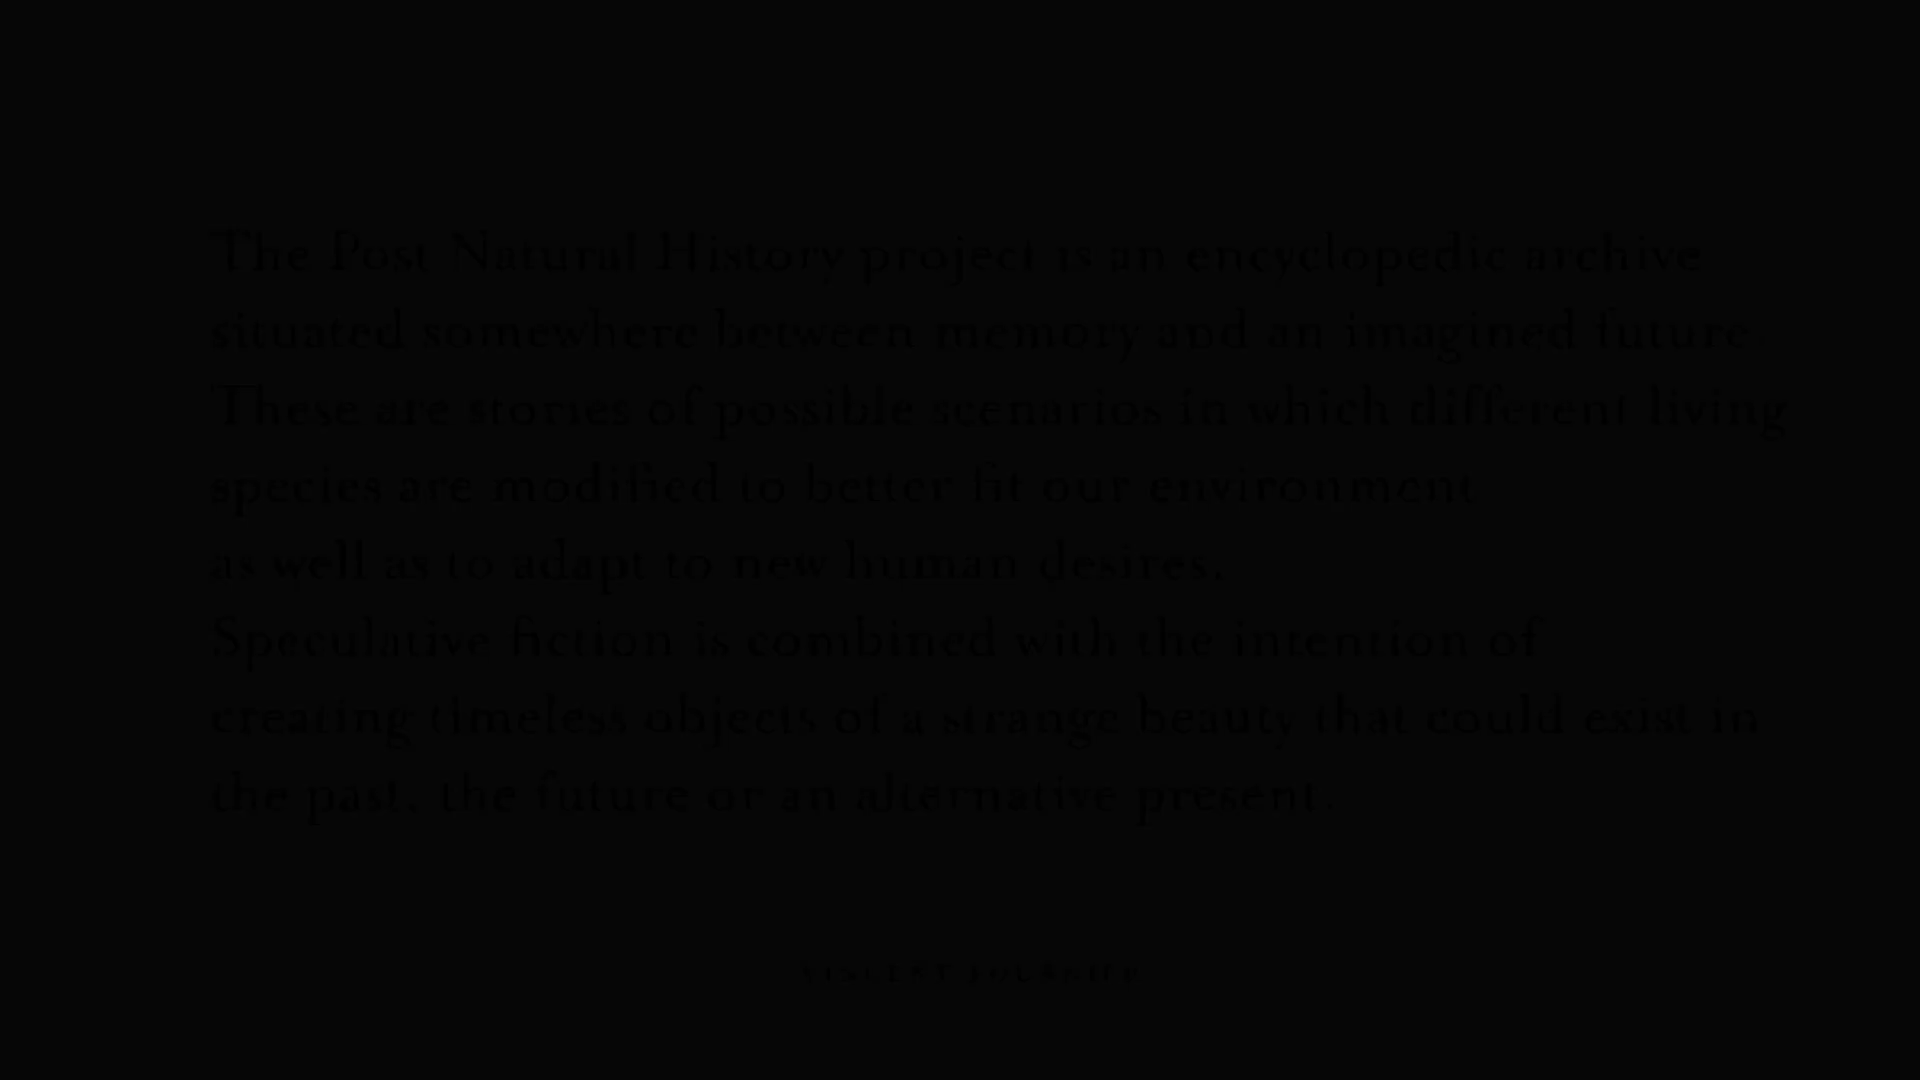 The Post Natural History project is an encyclopedic archive
situated somewhere between memory and an imagined future.
These are stories of possible scenarios in which different living
species are modified to better fit our environment
as well as to adapt to new human desires.
Speculative fiction is combined with the intention of
creating timeless objects of a strange beauty that could exist in
the past, the future or an alternative present.
VINCENT FOURNIER